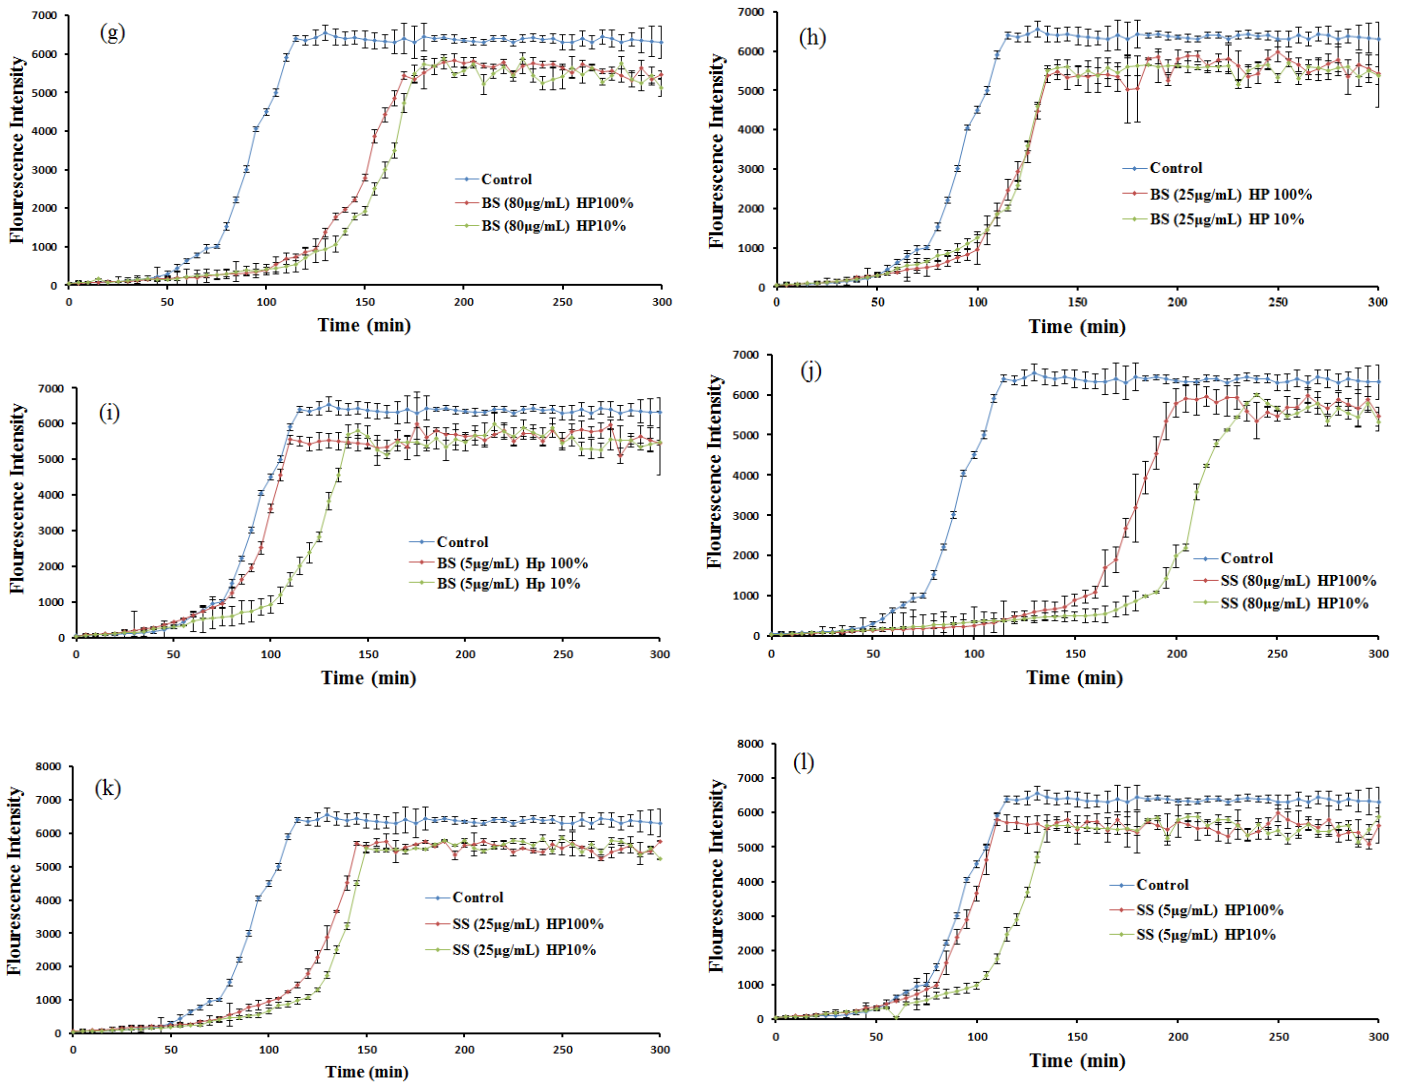 (g)
Flourescence Intensity
7000
6000
5000
4000
3000
2000
1000
0
Control
BS (80μg/mL) HP100%
BS (80μg/mL) HP10%
0 50 100 150 200 250 300
Time (min)
(h)
Flourescence Intensity
7000
6000
5000
4000
3000
2000
1000
0
Control
BS (25μg/mL) HP 100%
BS (25μg/mL) HP 10%
0 50 100 150 200 250 300
Time (min)
(i)
Flourescence Intensity
7000
6000
5000
4000
3000
2000
1000
0
Control
BS (5μg/mL) Hp 100%
BS (5μg/mL) Hp 10%
0 50 100 150 200 250 300
Time (min)
(j)
Flourescence Intensity
7000
6000
5000
4000
3000
2000
1000
0
Control
SS (80μg/mL) HP100%
SS (80μg/mL) HP10%
0 50 100 150 200 250 300
Time (min)
(k)
Flourescence Intensity
8000
7000
6000
5000
4000
3000
2000
1000
0
Control
SS (25μg/mL) HP100%
SS (25μg/mL) HP10%
0 50 100 150 200 250 300
Time (min)
(l)
Flourescence Intensity
8000
7000
6000
5000
4000
3000
2000
1000
0
Control
SS (5μg/mL) HP100%
SS (5μg/mL) HP10%
0 50 100 150 200 250 300
Time (min)